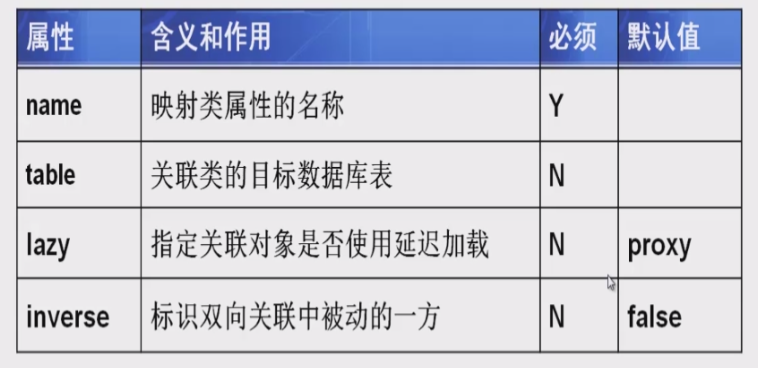 属性 含义和作用 必须 默认值
name 映射类属性的名称 Y
table 关联类的目标数据库表 N
lazy 指定关联对象是否使用延迟加载 N proxy
inverse 标识双向关联中被动的一方 N false